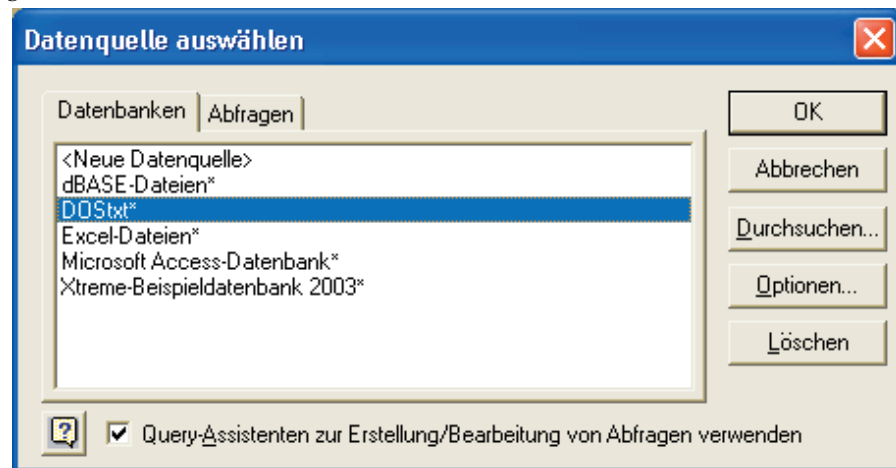 Datenquelle auswählen
Datenbanken
Abfragen
<Neue Datenquelle>
dBASE-Dateien*
DOStxt*
Excel-Dateien*
Microsoft Access-Datenbank*
Xtreme-Beispieldatenbank 2003*
OK
Abbrechen
Durchsuchen...
Optionen...
Löschen
Query-Assistenten zur Erstellung/Bearbeitung von Abfragen verwenden